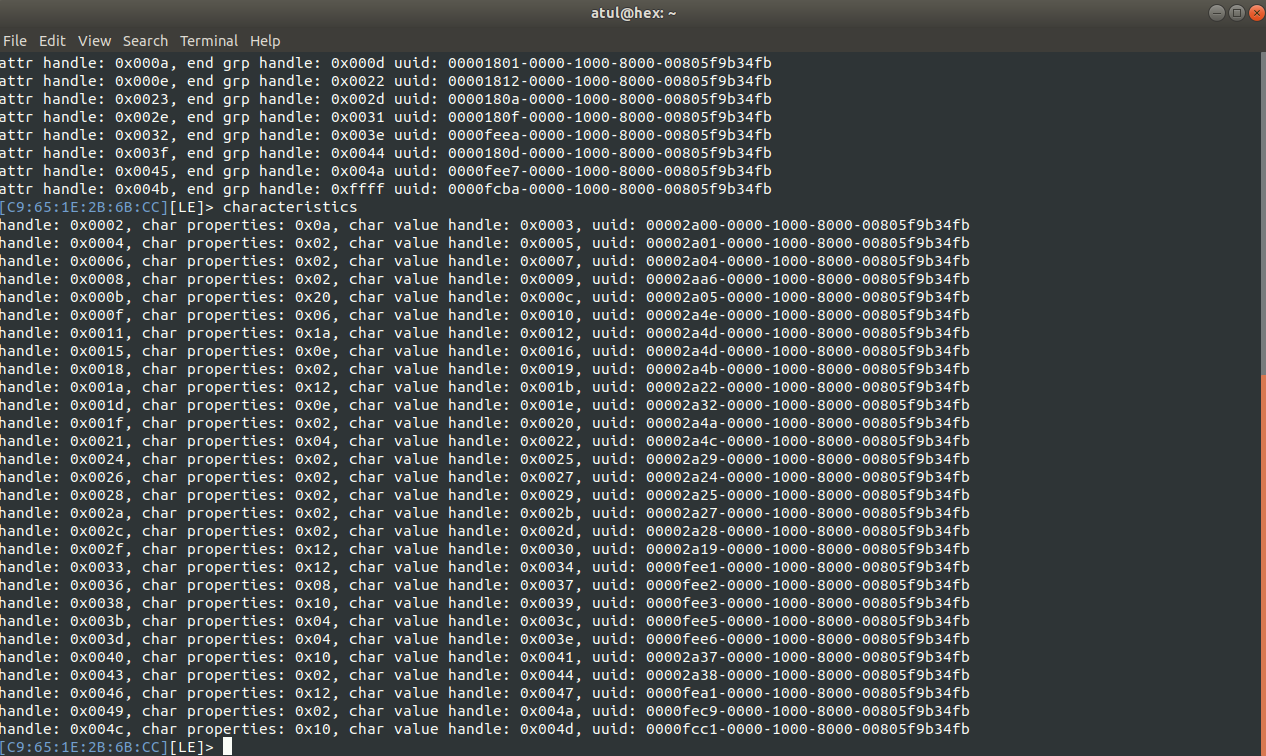 atul@hex: ~
File Edit View Search Terminal Help
attr handle: 0x000a, end grp handle: 0x000d uuid: 00001801-0000-1000-8000-00805f9b34fb
attr handle: 0x000e, end grp handle: 0x0022 uuid: 00001812-0000-1000-8000-00805f9b34fb
attr handle: 0x0023, end grp handle: 0x002d uuid: 0000180a-0000-1000-8000-00805f9b34fb
attr handle: 0x002e, end grp handle: 0x0031 uuid: 0000180f-0000-1000-8000-00805f9b34fb
attr handle: 0x0032, end grp handle: 0x003e uuid: 0000feea-0000-1000-8000-00805f9b34fb
attr handle: 0x003f, end grp handle: 0x0044 uuid: 0000180d-0000-1000-8000-00805f9b34fb
attr handle: 0x0045, end grp handle: 0x004a uuid: 0000fee7-0000-1000-8000-00805f9b34fb
attr handle: 0x004b, end grp handle: 0xffff uuid: 0000fcba-0000-1000-8000-00805f9b34fb
[C9:65:1E:2B:6B:CC][LE]> characteristics
handle: 0x0002, char properties: 0x0a, char value handle: 0x0003, uuid: 00002a00-0000-1000-8000-00805f9b34fb
handle: 0x0004, char properties: 0x02, char value handle: 0x0005, uuid: 00002a01-0000-1000-8000-00805f9b34fb
handle: 0x0006, char properties: 0x02, char value handle: 0x0007, uuid: 00002a04-0000-1000-8000-00805f9b34fb
handle: 0x0008, char properties: 0x02, char value handle: 0x0009, uuid: 00002aa6-0000-1000-8000-00805f9b34fb
handle: 0x000b, char properties: 0x20, char value handle: 0x000c, uuid: 00002a05-0000-1000-8000-00805f9b34fb
handle: 0x000f, char properties: 0x06, char value handle: 0x0010, uuid: 00002a4e-0000-1000-8000-00805f9b34fb
handle: 0x0011, char properties: 0x1a, char value handle: 0x0012, uuid: 00002a4d-0000-1000-8000-00805f9b34fb
handle: 0x0015, char properties: 0x0e, char value handle: 0x0016, uuid: 00002a4d-0000-1000-8000-00805f9b34fb
handle: 0x0018, char properties: 0x02, char value handle: 0x0019, uuid: 00002a4b-0000-1000-8000-00805f9b34fb
handle: 0x001a, char properties: 0x12, char value handle: 0x001b, uuid: 00002a22-0000-1000-8000-00805f9b34fb
handle: 0x001d, char properties: 0x0e, char value handle: 0x001e, uuid: 00002a32-0000-1000-8000-00805f9b34fb
handle: 0x001f, char properties: 0x02, char value handle: 0x0020, uuid: 00002a4a-0000-1000-8000-00805f9b34fb
handle: 0x0021, char properties: 0x04, char value handle: 0x0022, uuid: 00002a4c-0000-1000-8000-00805f9b34fb
handle: 0x0024, char properties: 0x02, char value handle: 0x0025, uuid: 00002a29-0000-1000-8000-00805f9b34fb
handle: 0x0026, char properties: 0x02, char value handle: 0x0027, uuid: 00002a24-0000-1000-8000-00805f9b34fb
handle: 0x0028, char properties: 0x02, char value handle: 0x0029, uuid: 00002a25-0000-1000-8000-00805f9b34fb
handle: 0x002a, char properties: 0x02, char value handle: 0x002b, uuid: 00002a27-0000-1000-8000-00805f9b34fb
handle: 0x002c, char properties: 0x02, char value handle: 0x002d, uuid: 00002a28-0000-1000-8000-00805f9b34fb
handle: 0x002f, char properties: 0x12, char value handle: 0x0030, uuid: 00002a19-0000-1000-8000-00805f9b34fb
handle: 0x0033, char properties: 0x12, char value handle: 0x0034, uuid: 0000fee1-0000-1000-8000-00805f9b34fb
handle: 0x0036, char properties: 0x08, char value handle: 0x0037, uuid: 0000fee2-0000-1000-8000-00805f9b34fb
handle: 0x0038, char properties: 0x10, char value handle: 0x0039, uuid: 0000fee3-0000-1000-8000-00805f9b34fb
handle: 0x003b, char properties: 0x04, char value handle: 0x003c, uuid: 0000fee5-0000-1000-8000-00805f9b34fb
handle: 0x003d, char properties: 0x04, char value handle: 0x003e, uuid: 0000fee6-0000-1000-8000-00805f9b34fb
handle: 0x0040, char properties: 0x10, char value handle: 0x0041, uuid: 00002a37-0000-1000-8000-00805f9b34fb
handle: 0x0043, char properties: 0x02, char value handle: 0x0044, uuid: 00002a38-0000-1000-8000-00805f9b34fb
handle: 0x0046, char properties: 0x12, char value handle: 0x0047, uuid: 0000fea1-0000-1000-8000-00805f9b34fb
handle: 0x0049, char properties: 0x02, char value handle: 0x004a, uuid: 0000fec9-0000-1000-8000-00805f9b34fb
handle: 0x004c, char properties: 0x10, char value handle: 0x004d, uuid: 0000fcc1-0000-1000-8000-00805f9b34fb
[C9:65:1E:2B:6B:CC][LE]>